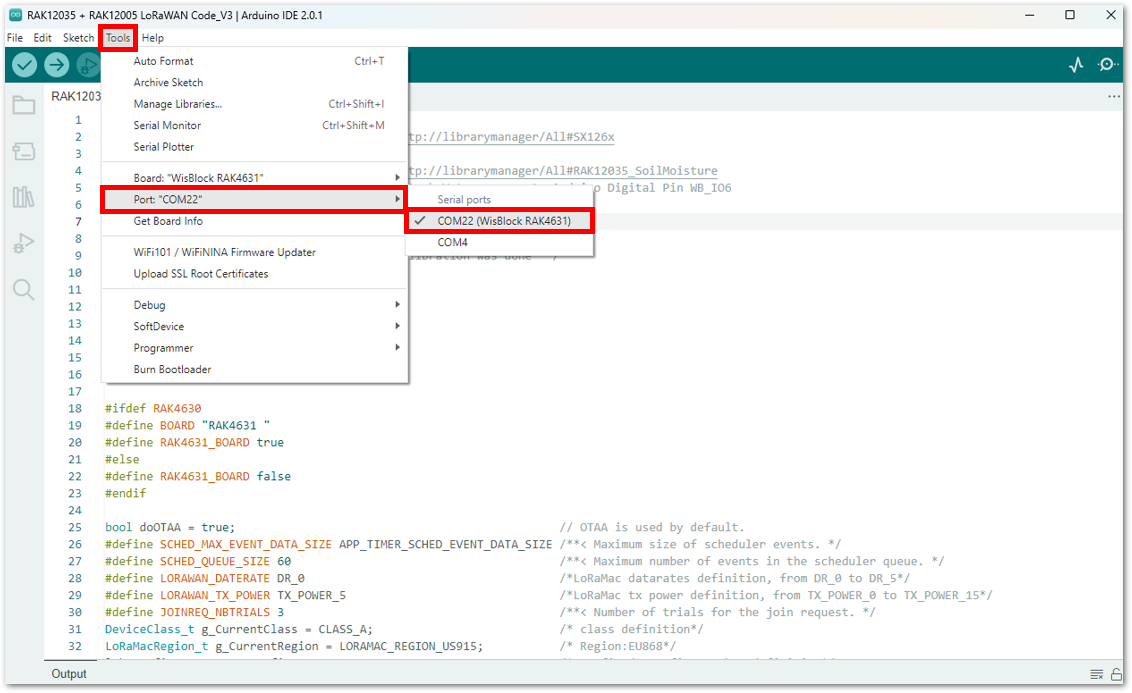 RAK12035 + RAK12005 LoRaWAN Code_V3 | Arduino IDE 2.0.1
File Edit Sketch Tools Help
Auto Format Ctrl+T
Archive Sketch
Manage Libraries... Ctrl+Shift+I
Serial Monitor Ctrl+Shift+M
Serial Plotter
Board: "WisBlock RAK4631"
Port: "COM22"
Get Board Info
WiFi101 / WiFiNINA Firmware Updater
Upload SSL Root Certificates
Debug
SoftDevice
Programmer
Burn Bootloader
Serial ports
COM22 (WisBlock RAK4631)
COM4
RAK1203
1
2 tp://librarymanager/All#SX126x
3
4 tp://librarymanager/All#RAK12035_SoilMoisture
5 Digital Pin WB_IO6
6
7
8
9
10
11
12
13
14
15
16
17
18 #ifdef RAK4630
19 #define BOARD "RAK4631 "
20 #define RAK4631_BOARD true
21 #else
22 #define RAK4631_BOARD false
23 #endif
24
25 bool doOTAA = true; // OTAA is used by default.
26 #define SCHED_MAX_EVENT_DATA_SIZE APP_TIMER_SCHED_EVENT_DATA_SIZE /**< Maximum size of scheduler events. */
27 #define SCHED_QUEUE_SIZE 60 /**< Maximum number of events in the scheduler queue. */
28 #define LORAWAN_DATERATE DR_0 /*LoRaMac datarates definition, from DR_0 to DR_5*/
29 #define LORAWAN_TX_POWER TX_POWER_5 /*LoRaMac tx power definition, from TX_POWER_0 to TX_POWER_15*/
30 #define JOINREQ_NBTRIALS 3 /**< Number of trials for the join request. */
31 DeviceClass_t g_CurrentClass = CLASS_A; /* class definition*/
32 LoRaMacRegion_t g_CurrentRegion = LORAMAC_REGION_US915; /* Region:EU868*/
Output